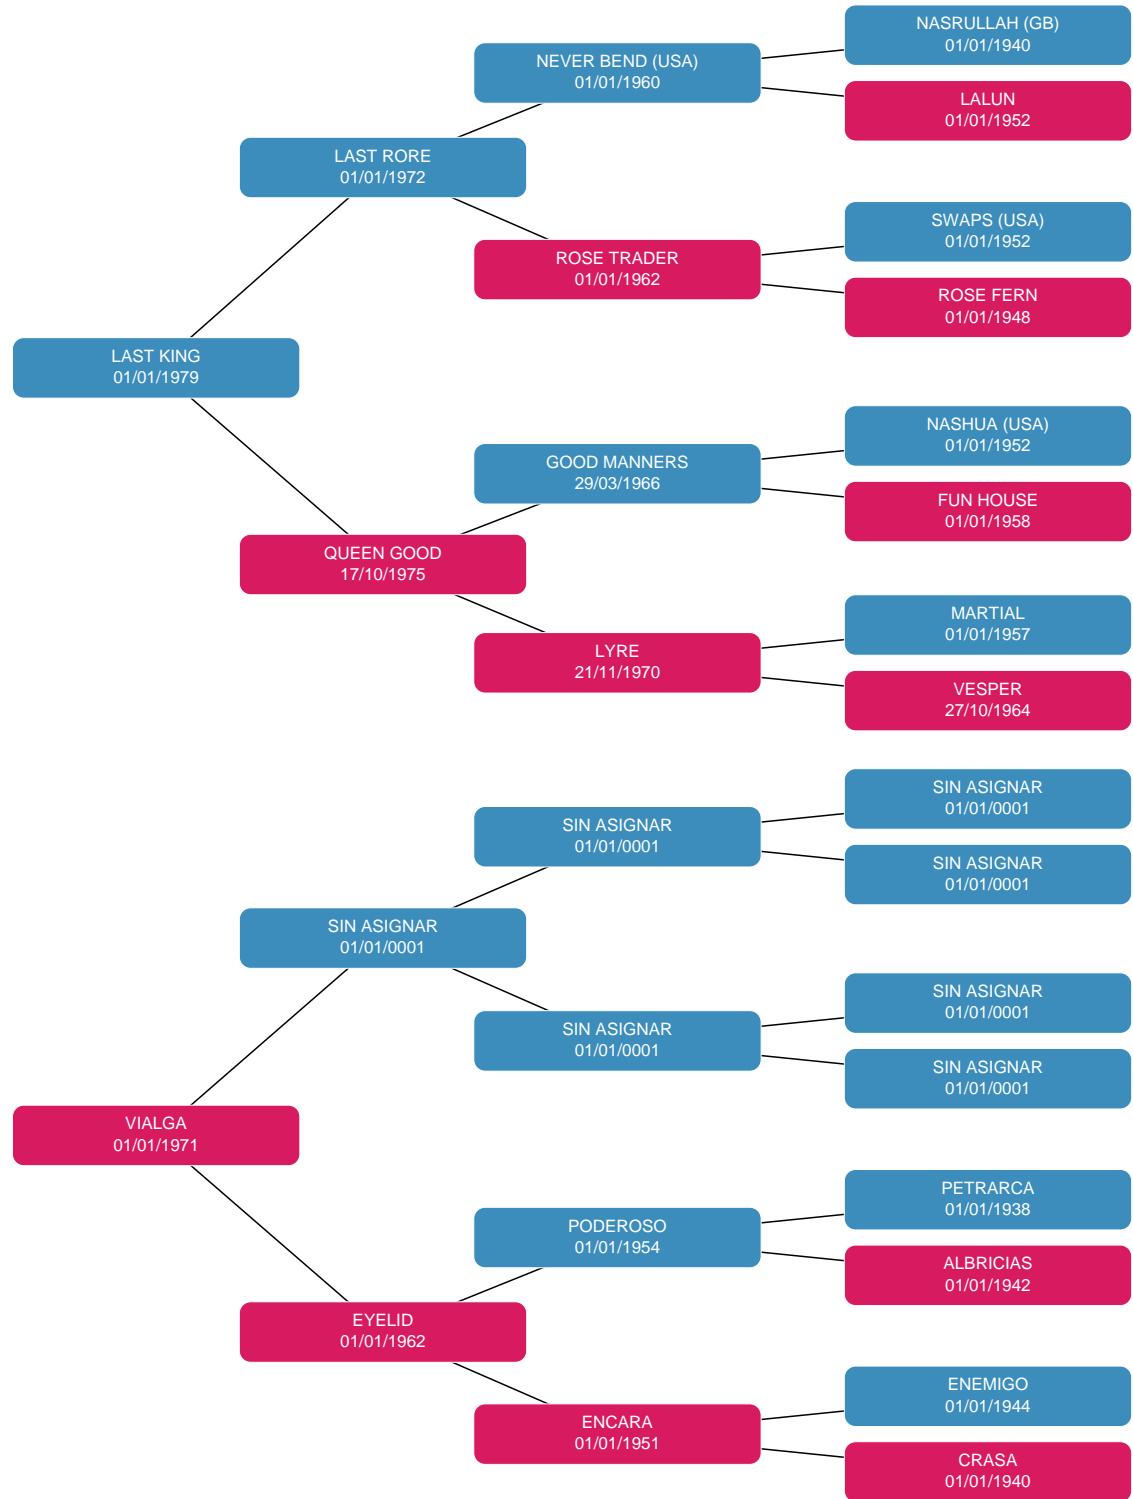 NASRULLAH (GB)
01/01/1940
NEVER BEND (USA)
01/01/1960
LALUN
01/01/1952
LAST RORE
01/01/1972
SWAPS (USA)
01/01/1952
ROSE TRADER
01/01/1962
ROSE FERN
01/01/1948
LAST KING
01/01/1979
NASHUA (USA)
01/01/1952
GOOD MANNERS
29/03/1966
FUN HOUSE
01/01/1958
QUEEN GOOD
17/10/1975
MARTIAL
01/01/1957
LYRE
21/11/1970
VESPER
27/10/1964
SIN ASIGNAR
01/01/0001
SIN ASIGNAR
01/01/0001
SIN ASIGNAR
01/01/0001
SIN ASIGNAR
01/01/0001
SIN ASIGNAR
01/01/0001
SIN ASIGNAR
01/01/0001
SIN ASIGNAR
01/01/0001
VIALGA
01/01/1971
PETRARCA
01/01/1938
PODEROSO
01/01/1954
ALBRICIAS
01/01/1942
EYELID
01/01/1962
ENEMIGO
01/01/1944
ENCARA
01/01/1951
CRASA
01/01/1940